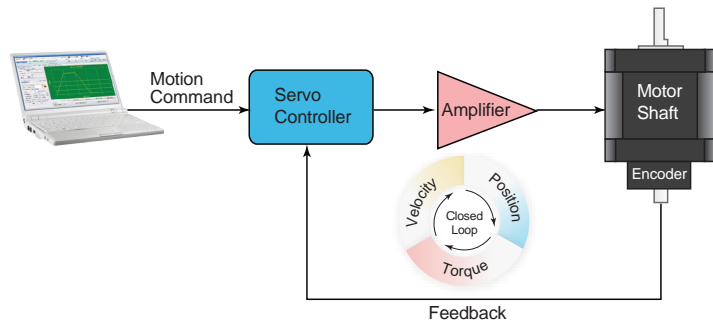 Motion
Command
Servo
Controller
Amplifier
Motor
Shaft
Encoder
Velocity
Position
Closed
Loop
Torque
Feedback